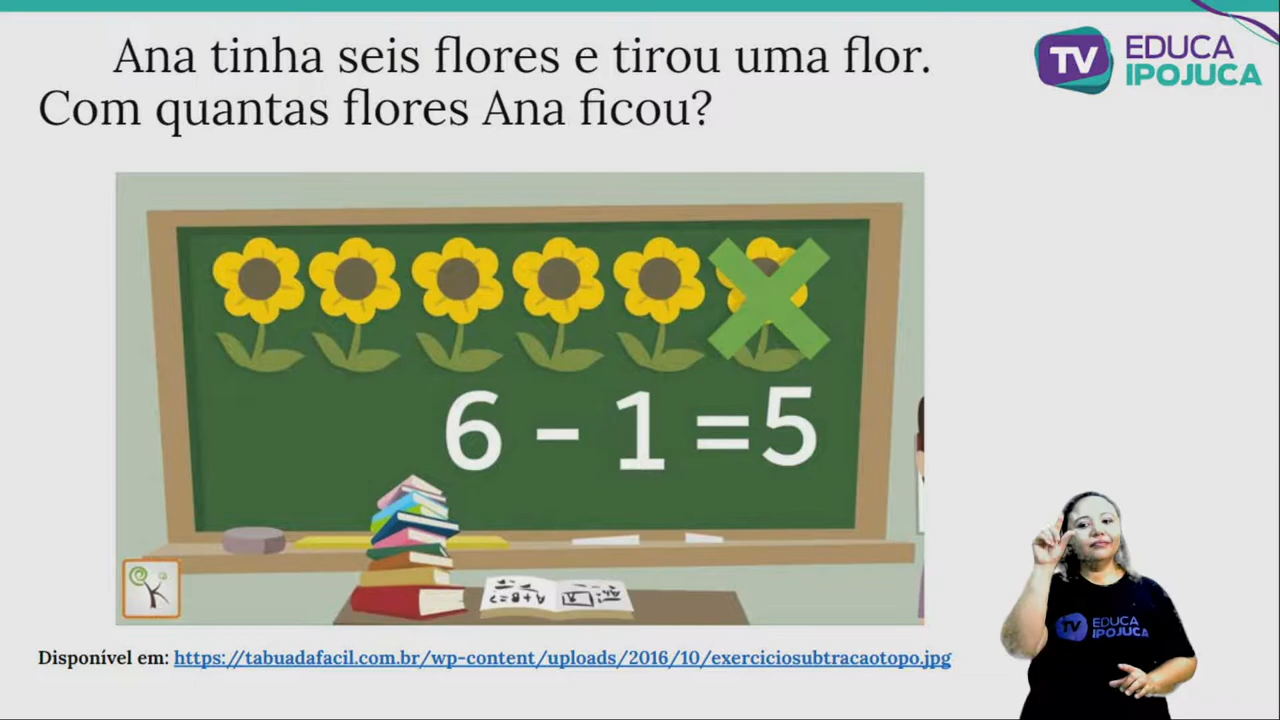 Ana tinha seis flores e tirou uma flor.
Com quantas flores Ana ficou?
TV EDUCA
IPOJUCA
6 - 1 = 5
A+B=
Disponível em: https://tabuadafacil.com.br/wp-content/uploads/2016/10/exerciciosubtracaotopo.jpg
TV EDUCA
IPOJUCA